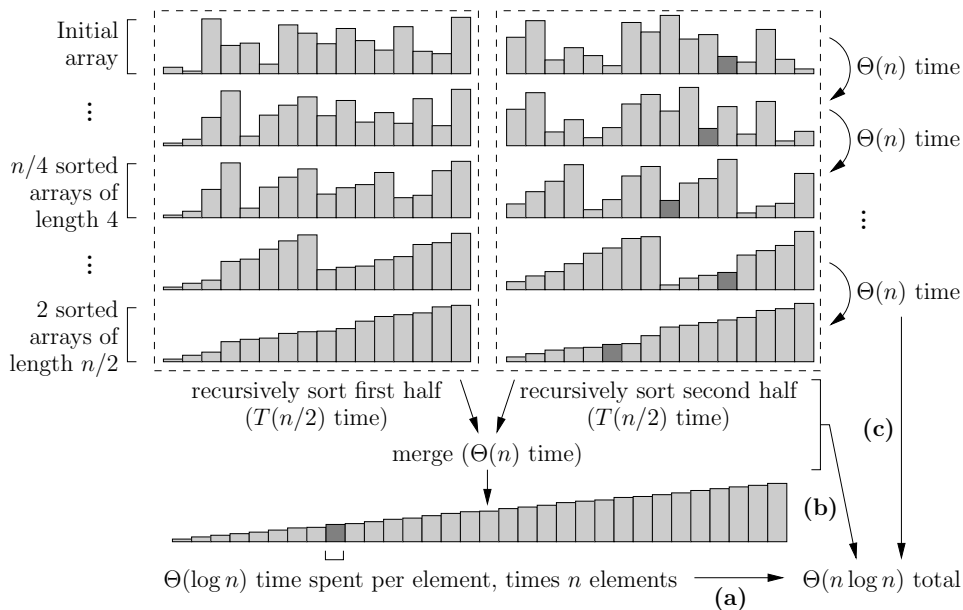 Initial
array
Θ(n) time
⋮
Θ(n) time
n/4 sorted
arrays of
length 4
⋮
⋮
Θ(n) time
2 sorted
arrays of
length n/2
recursively sort first half
(T(n/2) time)
recursively sort second half
(T(n/2) time)
(c)
merge (Θ(n) time)
(b)
Θ(log n) time spent per element, times n elements
(a)
Θ(n log n) total